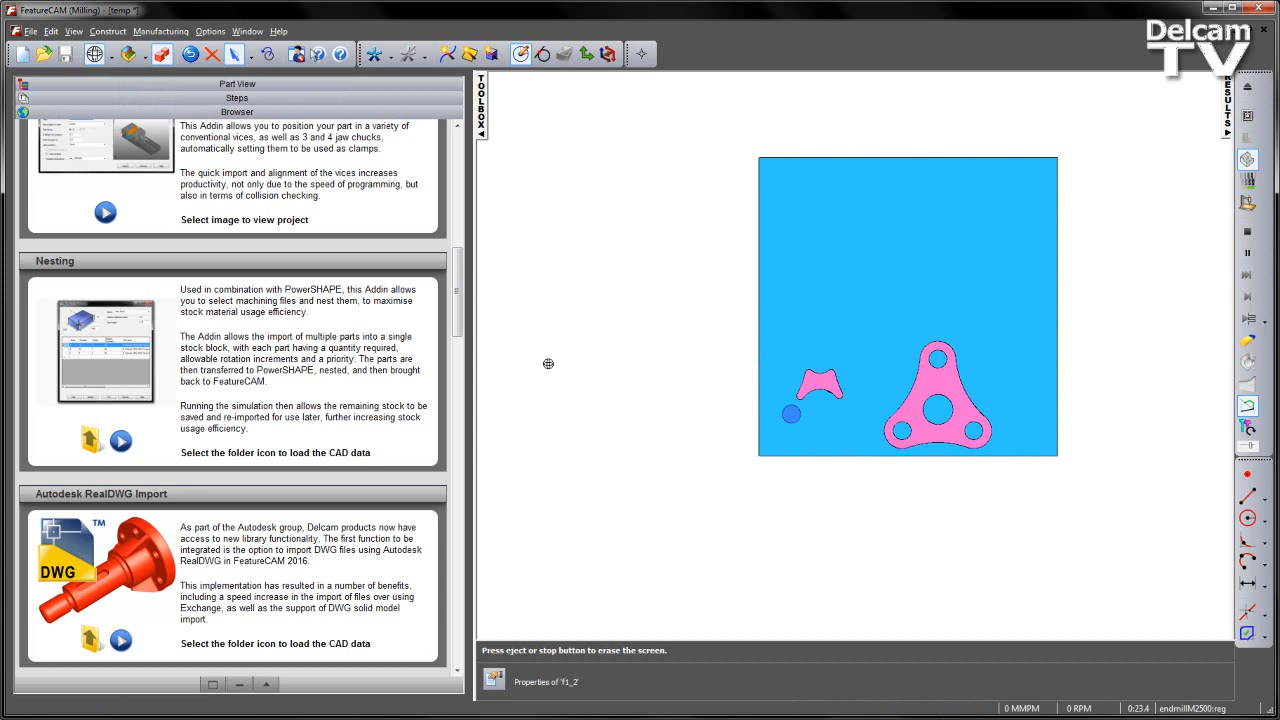 FeatureCAM (Milling) - [temp *]
File Edit View Construct Manufacturing Options Window Help
Delcam
TV
Part View
Steps
Browser
TOOLBOX
RESULTS
This Addin allows you to position your part in a variety of
conventional vices, as well as 3 and 4 jaw chucks,
automatically setting them to be used as clamps.
The quick import and alignment of the vices increases
productivity, not only due to the speed of programming, but
also in terms of collision checking.
Select image to view project
Nesting
Used in combination with PowerSHAPE, this Addin allows
you to select machining files and nest them, to maximise
stock material usage efficiency.
The Addin allows the import of multiple parts into a single
stock block, with each part having a quantity required,
allowable rotation increments and a priority. The parts are
then transferred to PowerSHAPE, nested, and then brought
back to FeatureCAM.
Running the simulation then allows the remaining stock to be
saved and re-imported for use later, further increasing stock
usage efficiency.
Select the folder icon to load the CAD data
Autodesk RealDWG Import
TM
DWG
As part of the Autodesk group, Delcam products now have
access to new library functionality. The first function to be
integrated is the option to import DWG files using Autodesk
RealDWG in FeatureCAM 2016.
This implementation has resulted in a number of benefits,
including a speed increase in the import of files over using
Exchange, as well as the support of DWG solid model
import.
Select the folder icon to load the CAD data
Press eject or stop button to erase the screen.
Properties of 'f1_2'
0 MMPM 0 RPM 0:23.4 endmillM2500:reg